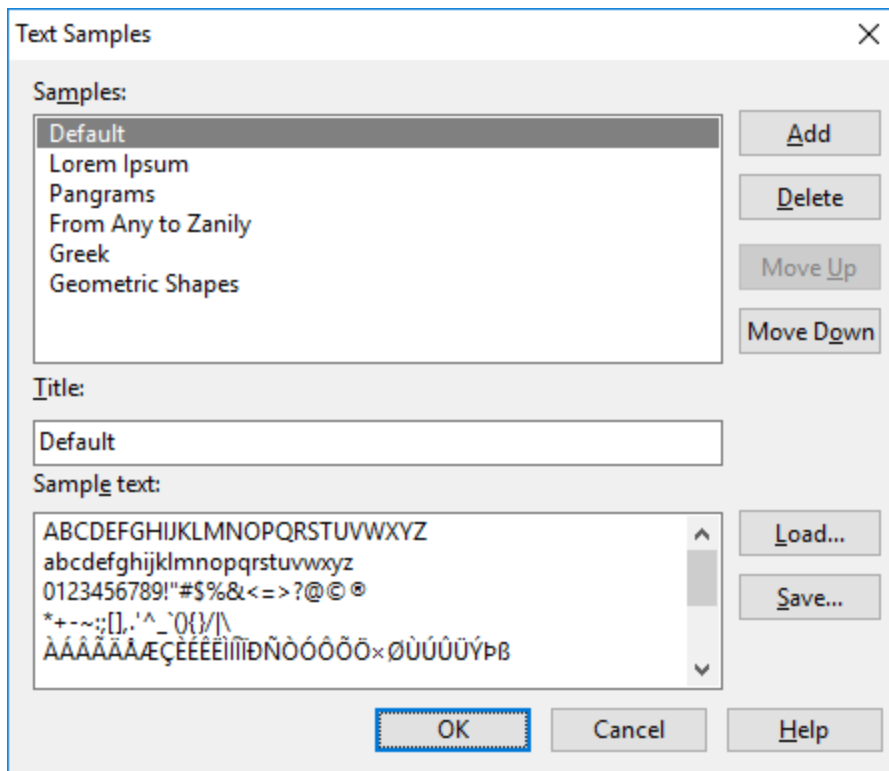 Text Samples
Samples:
Default
Lorem Ipsum
Pangrams
From Any to Zanily
Greek
Geometric Shapes
Add
Delete
Move Up
Move Down
Title:
Default
Sample text:
ABCDEFGHIJKLMNOPQRSTUVWXYZ
abcdefghijklmnopqrstuvwxyz
0123456789!"#$%&<=>?@©®
*+-~:;[],.'^_`(){}/|\
ÀÁÂÃÄÅÆÇÈÉÊËÌÍÎÏÐÑÒÓÔÕÖ×ØÙÚÛÜÝÞß
Load...
Save...
OK
Cancel
Help